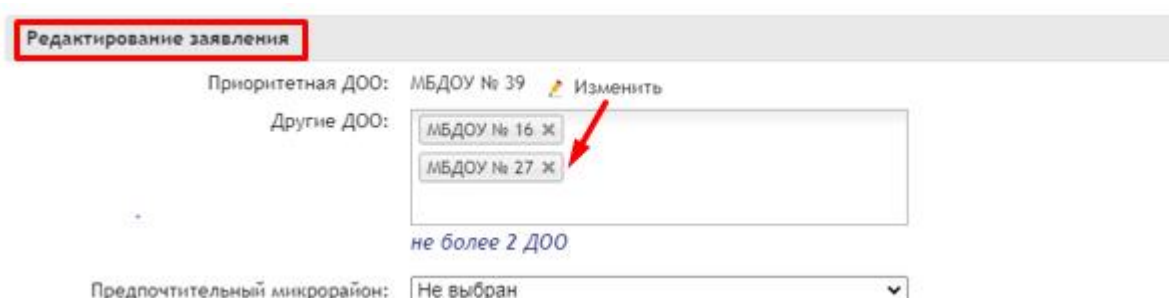 Редактирование заявления
Приоритетная ДОО: МБДОУ № 39 Изменить
Другие ДОО: МБДОУ № 16 ×
МБДОУ № 27 ×
не более 2 ДОО
Предпочтительный микрорайон: Не выбран